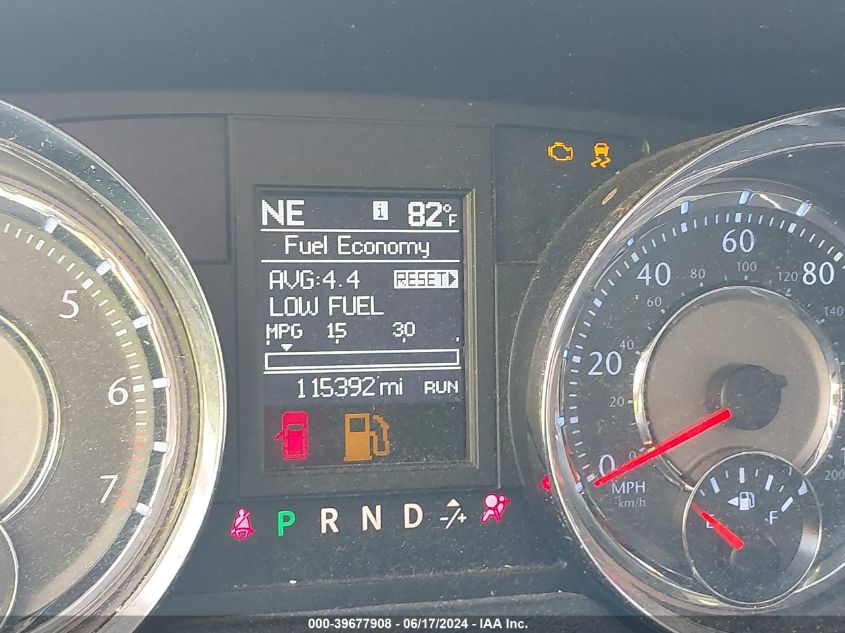 NE i 82°F
Fuel Economy
AVG:4.4 RESET
LOW FUEL
MPG 15 30
115392 mi RUN
P R N D -/+
5
6
7
60
40
80
20
0
MPH
km/h
20
60
80
100
120
140
200
E
F
000-39677908 - 06/17/2024 - IAA Inc.